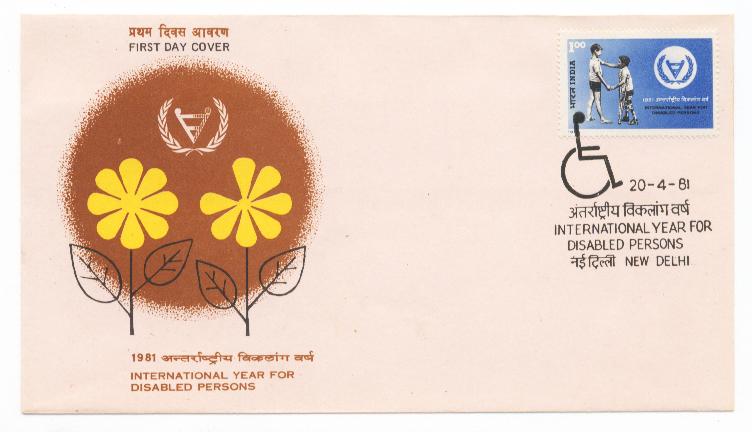 प्रथम दिवस आवरण
FIRST DAY COVER
1.00
भारत INDIA
1981 अन्तर्राष्ट्रीय विकलांग वर्ष
INTERNATIONAL YEAR FOR
DISABLED PERSONS
20-4-81
अंतर्राष्ट्रीय विकलांग वर्ष
INTERNATIONAL YEAR FOR
DISABLED PERSONS
नई दिल्ली NEW DELHI
1981 अन्तर्राष्ट्रीय विकलांग वर्ष
INTERNATIONAL YEAR FOR
DISABLED PERSONS